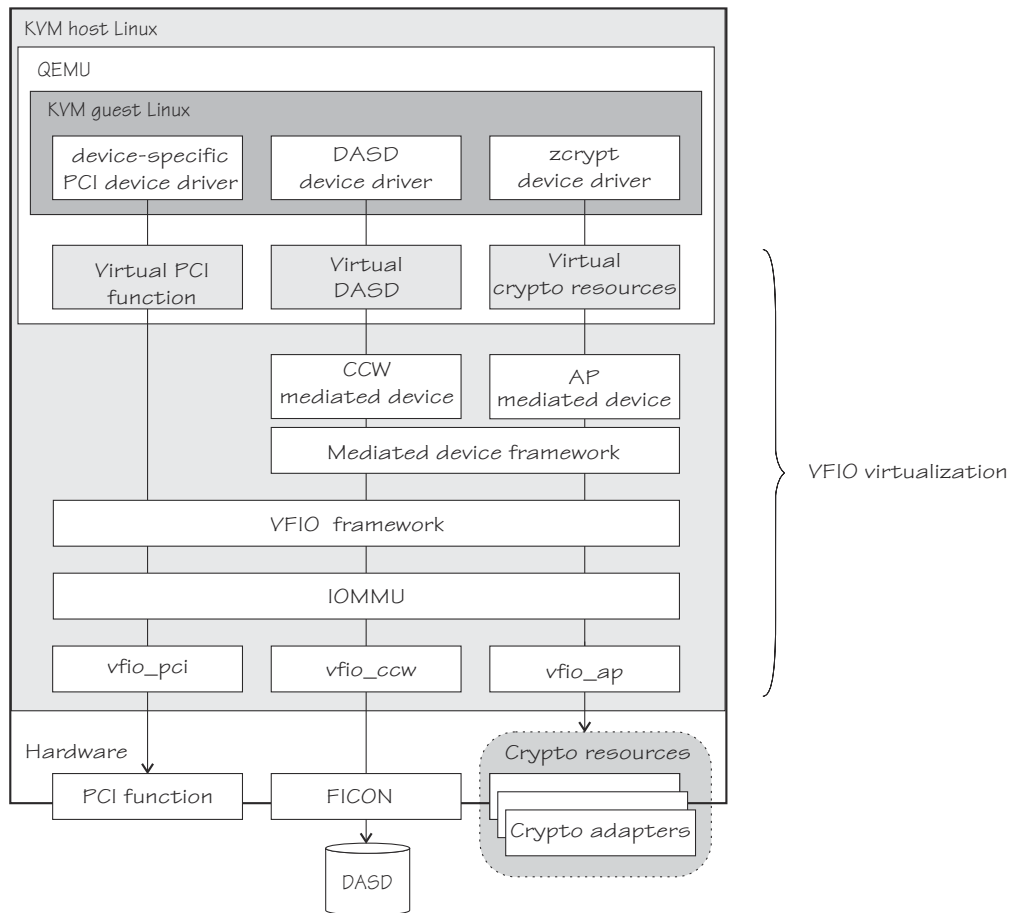 KVM host Linux
QEMU
KVM guest Linux
device-specific
PCI device driver
DASD
device driver
zcrypt
device driver
Virtual PCI
function
Virtual
DASD
Virtual
crypto resources
CCW
mediated device
AP
mediated device
Mediated device framework
VFIO virtualization
VFIO framework
IOMMU
vfio_pci
vfio_ccw
vfio_ap
Hardware
Crypto resources
PCI function
FICON
Crypto adapters
DASD